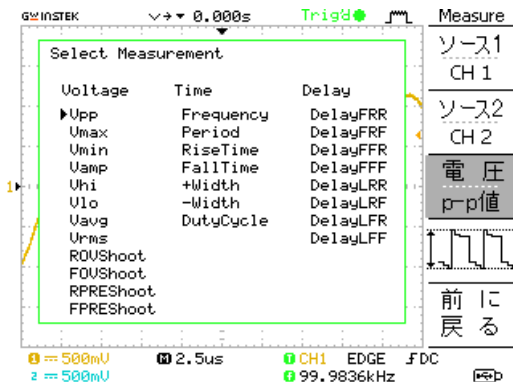 GWINSTEK 0.000s Trig'd Measure
Select Measurement
Voltage Time Delay
Vpp Frequency DelayFRR
Vmax Period DelayFRF
Vmin RiseTime DelayFFR
Vamp FallTime DelayFFF
Vhi +Width DelayLRR
Vlo -Width DelayLRF
Vavg DutyCycle DelayLFR
Vrms DelayLFF
ROVShoot
FOVShoot
RPREShoot
FPREShoot
ソース1
CH 1
ソース2
CH 2
電 圧
p-p値
前 に
戻 る
1
1 500mV M 2.5us CH1 EDGE DC
2 500mV 99.9836kHz